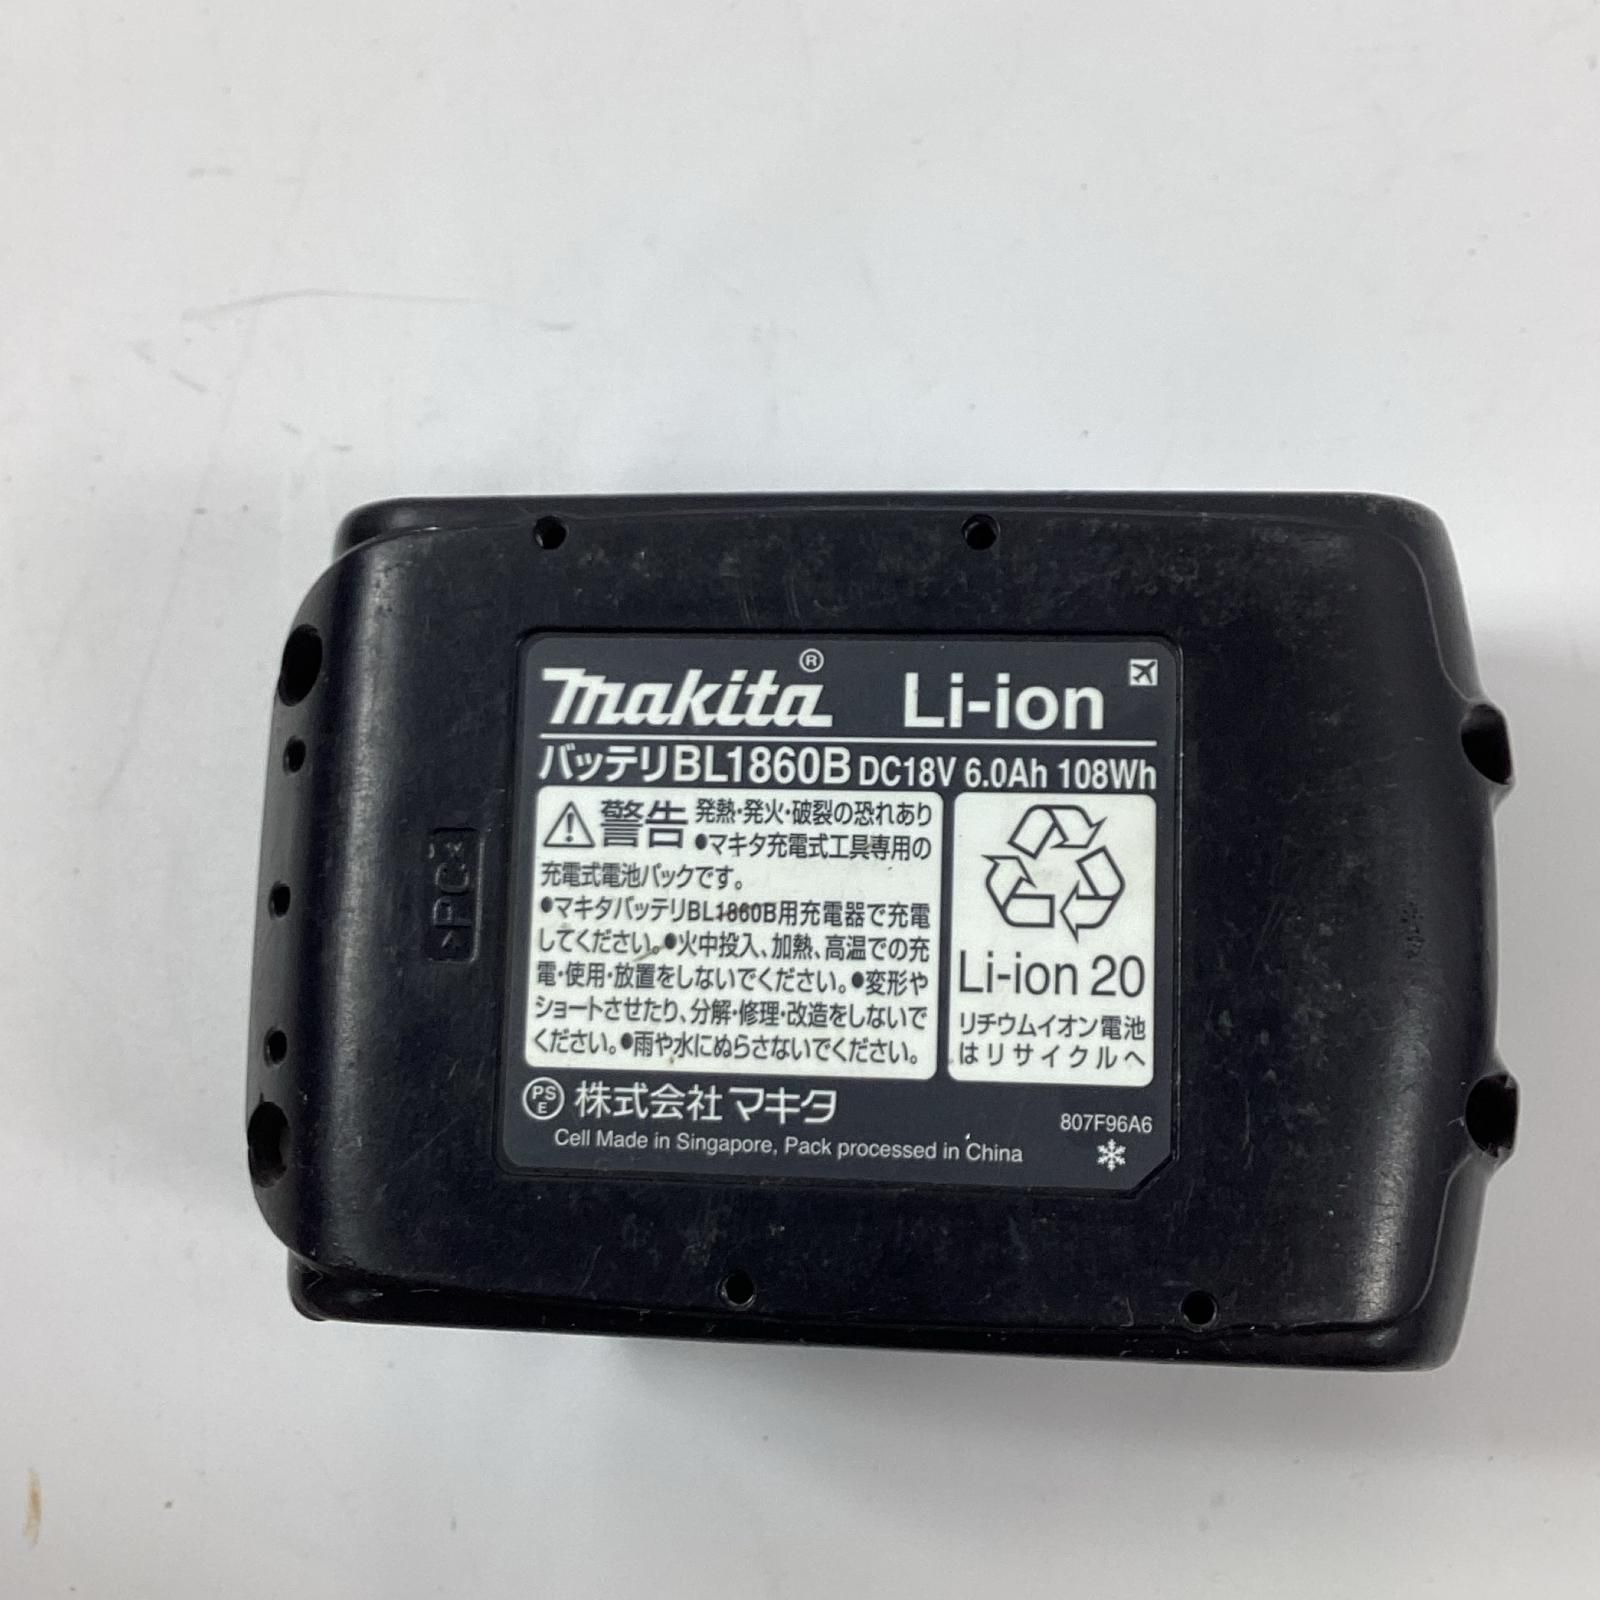 makita® Li-ion
バッテリBL1860B DC18V 6.0Ah 108Wh
警告 発熱・発火・破裂の恐れあり
●マキタ充電式工具専用の
充電式電池パックです。
●マキタバッテリBL1860B用充電器で充電
してください。●火中投入、加熱、高温での充
電・使用・放置をしないでください。●変形や
ショートさせたり、分解・修理・改造をしないで
ください。●雨や水にぬらさないでください。
Li-ion 20
リチウムイオン電池
はリサイクルへ
PS
E
株式会社マキタ
807F96A6
Cell Made in Singapore, Pack processed in China
>PC<